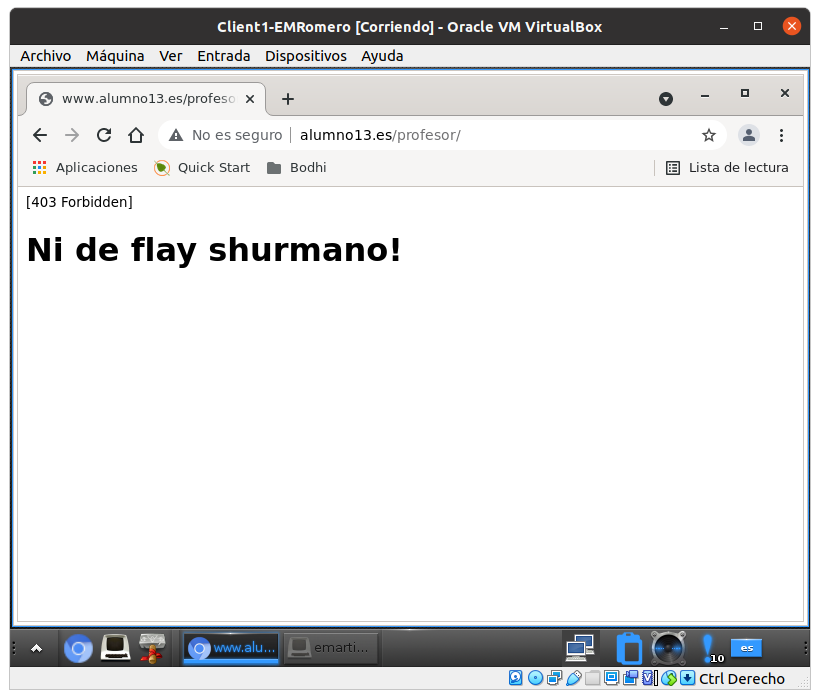 Client1-EMRomero [Corriendo] - Oracle VM VirtualBox
Archivo Máquina Ver Entrada Dispositivos Ayuda
www.alumno13.es/profeso
No es seguro alumno13.es/profesor/
Aplicaciones Quick Start Bodhi Lista de lectura
[403 Forbidden]
Ni de flay shurmano!
www.alu... emarti... 10 es
Ctrl Derecho